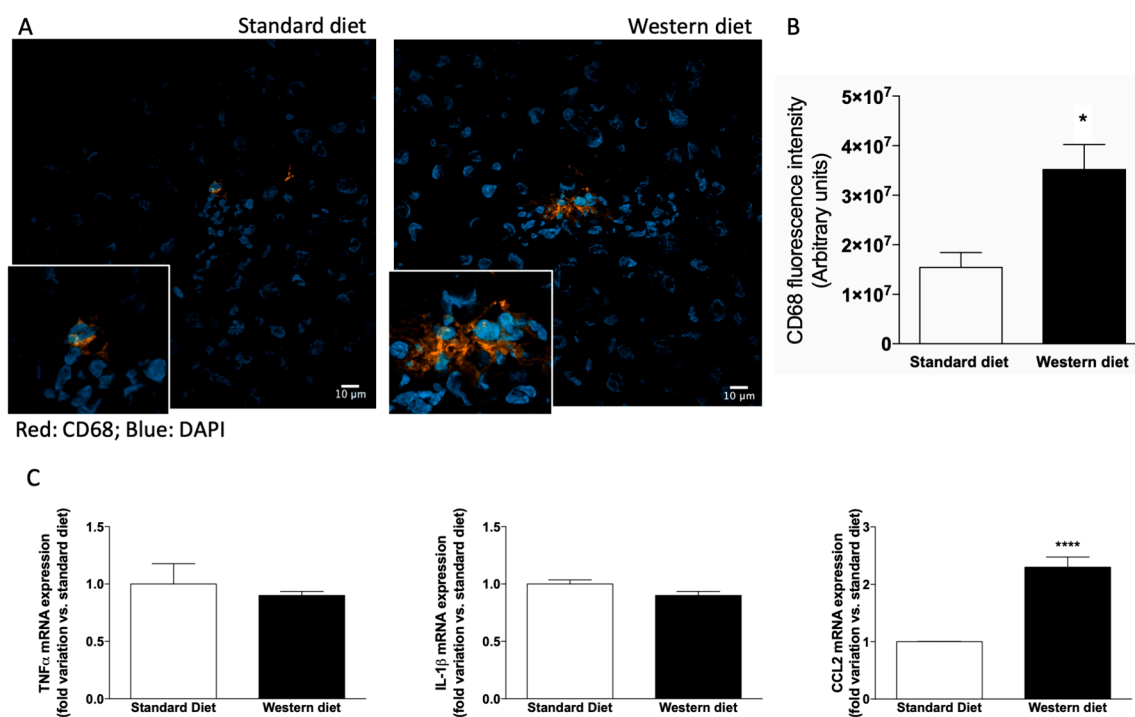 A
Standard diet
Western diet
10 µm
10 µm
Red: CD68; Blue: DAPI
B
CD68 fluorescence intensity
(Arbitrary units)
5×10⁷
4×10⁷
3×10⁷
2×10⁷
1×10⁷
0
*
Standard diet
Western diet
C
TNFα mRNA expression
(fold variation vs. standard diet)
1.5
1.0
0.5
0.0
Standard Diet
Western diet
IL-1β mRNA expression
(fold variation vs. standard diet)
1.5
1.0
0.5
0.0
Standard Diet
Western diet
CCL2 mRNA expression
(fold variation vs. standard diet)
3
2
1
0
****
Standard Diet
Western diet